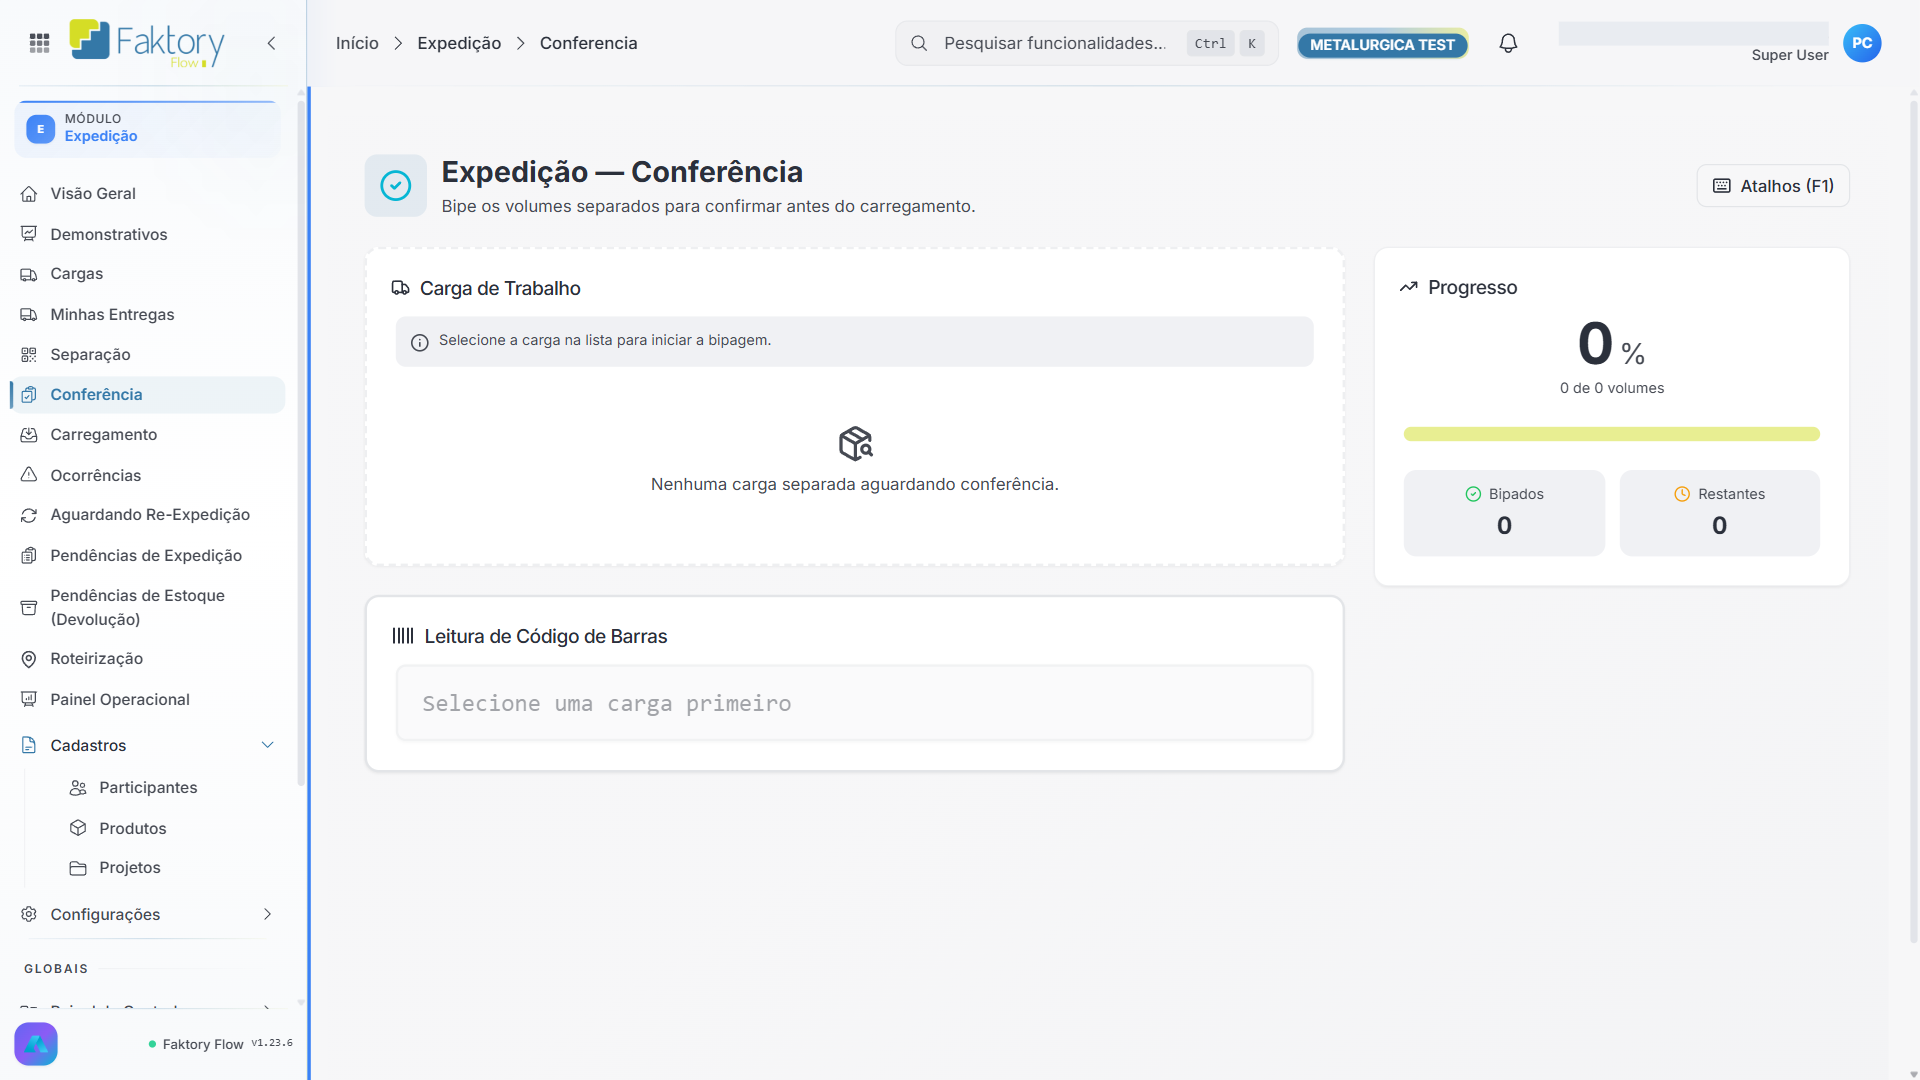 Faktory
Flow
Início
Expedição
Conferencia
Pesquisar funcionalidades...
Ctrl
K
METALURGICA TEST
Super User
PC
E
MÓDULO
Expedição
Visão Geral
Demonstrativos
Cargas
Minhas Entregas
Separação
Conferência
Carregamento
Ocorrências
Aguardando Re-Expedição
Pendências de Expedição
Pendências de Estoque
(Devolução)
Roteirização
Painel Operacional
Cadastros
Participantes
Produtos
Projetos
Configurações
GLOBAIS
Faktory Flow v1.23.6
Expedição — Conferência
Bipe os volumes separados para confirmar antes do carregamento.
Atalhos (F1)
Carga de Trabalho
Selecione a carga na lista para iniciar a bipagem.
Nenhuma carga separada aguardando conferência.
Leitura de Código de Barras
Selecione uma carga primeiro
Progresso
0 %
0 de 0 volumes
Bipados
0
Restantes
0